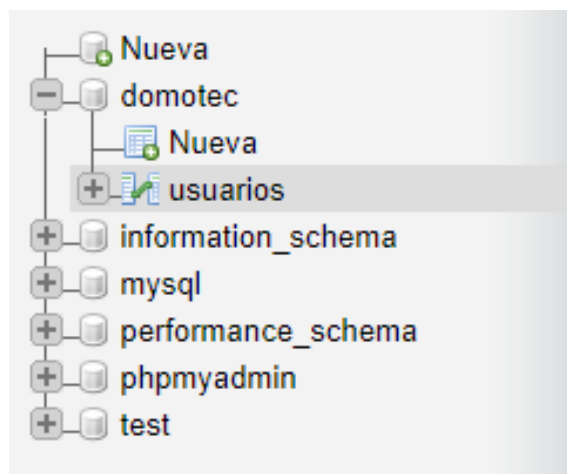 Nueva
domotec
Nueva
usuarios
information_schema
mysql
performance_schema
phpmyadmin
test